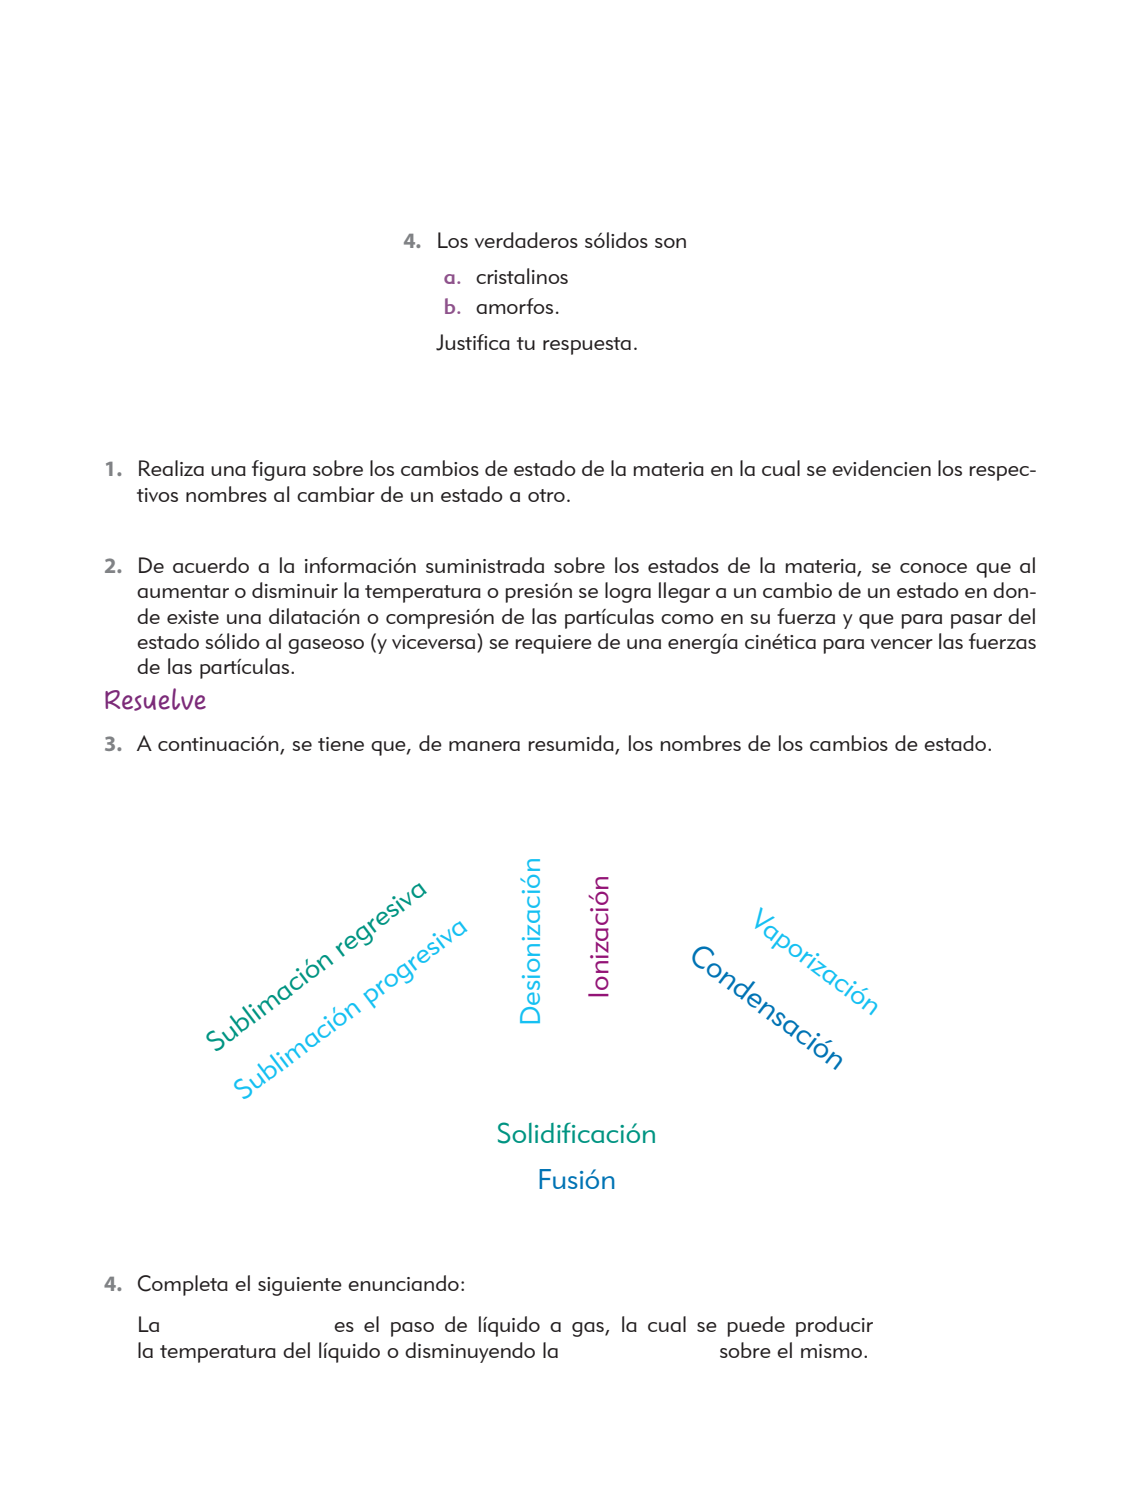 4. Los verdaderos sólidos son
a. cristalinos
b. amorfos.
Justifica tu respuesta.
1. Realiza una figura sobre los cambios de estado de la materia en la cual se evidencien los respec-
tivos nombres al cambiar de un estado a otro.
2. De acuerdo a la información suministrada sobre los estados de la materia, se conoce que al
aumentar o disminuir la temperatura o presión se logra llegar a un cambio de un estado en don-
de existe una dilatación o compresión de las partículas como en su fuerza y que para pasar del
estado sólido al gaseoso (y viceversa) se requiere de una energía cinética para vencer las fuerzas
de las partículas.
Resuelve
3. A continuación, se tiene que, de manera resumida, los nombres de los cambios de estado.
Sublimación regresiva
Sublimación progresiva
Desionización
Ionización
Vaporización
Condensación
Solidificación
Fusión
4. Completa el siguiente enunciando:
La es el paso de líquido a gas, la cual se puede producir
la temperatura del líquido o disminuyendo la sobre el mismo.